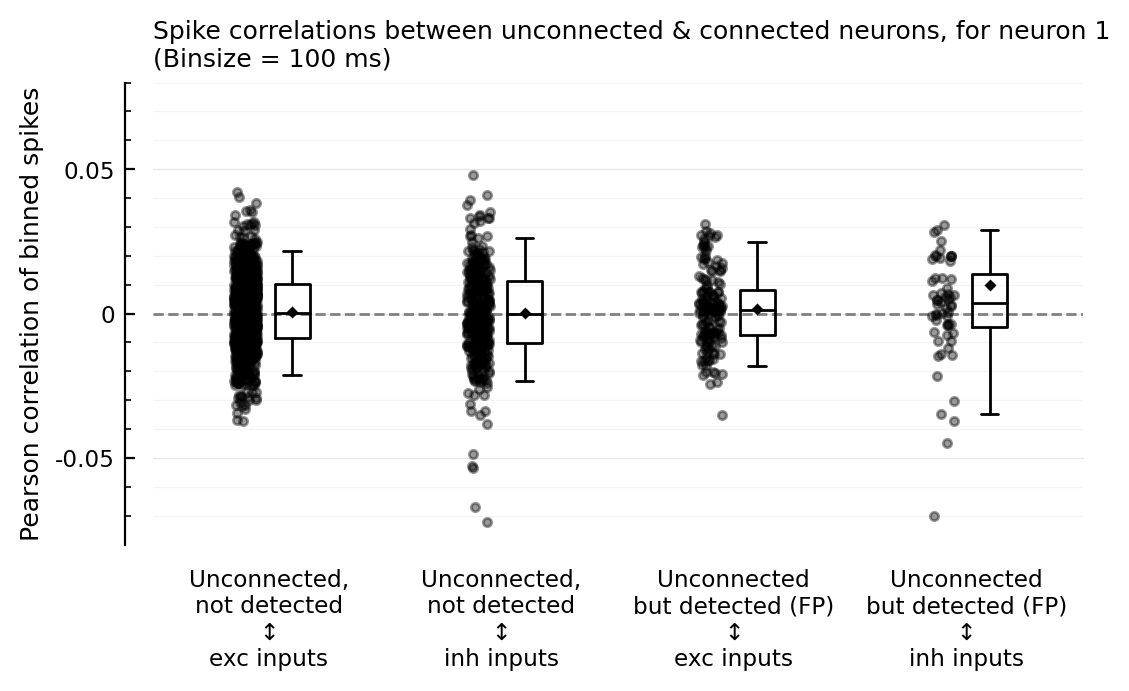 Spike correlations between unconnected & connected neurons, for neuron 1
(Binsize = 100 ms)
Pearson correlation of binned spikes
0.05
0
-0.05
Unconnected,
not detected
↕
exc inputs
Unconnected,
not detected
↕
inh inputs
Unconnected
but detected (FP)
↕
exc inputs
Unconnected
but detected (FP)
↕
inh inputs